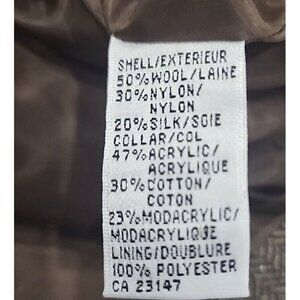 SHELL/EXTERIEUR
50%WOOL/LAINE
30%NYLON/
NYLON
20%SILK/SOIE
COLLAR/COL
47%ACRYLIC/
ACRYLIQUE
30%COTTON/
COTON
23%MODACRYLIC/
MODACRYLIQUE
LINING/DOUBLURE
100% POLYESTER
CA 23147